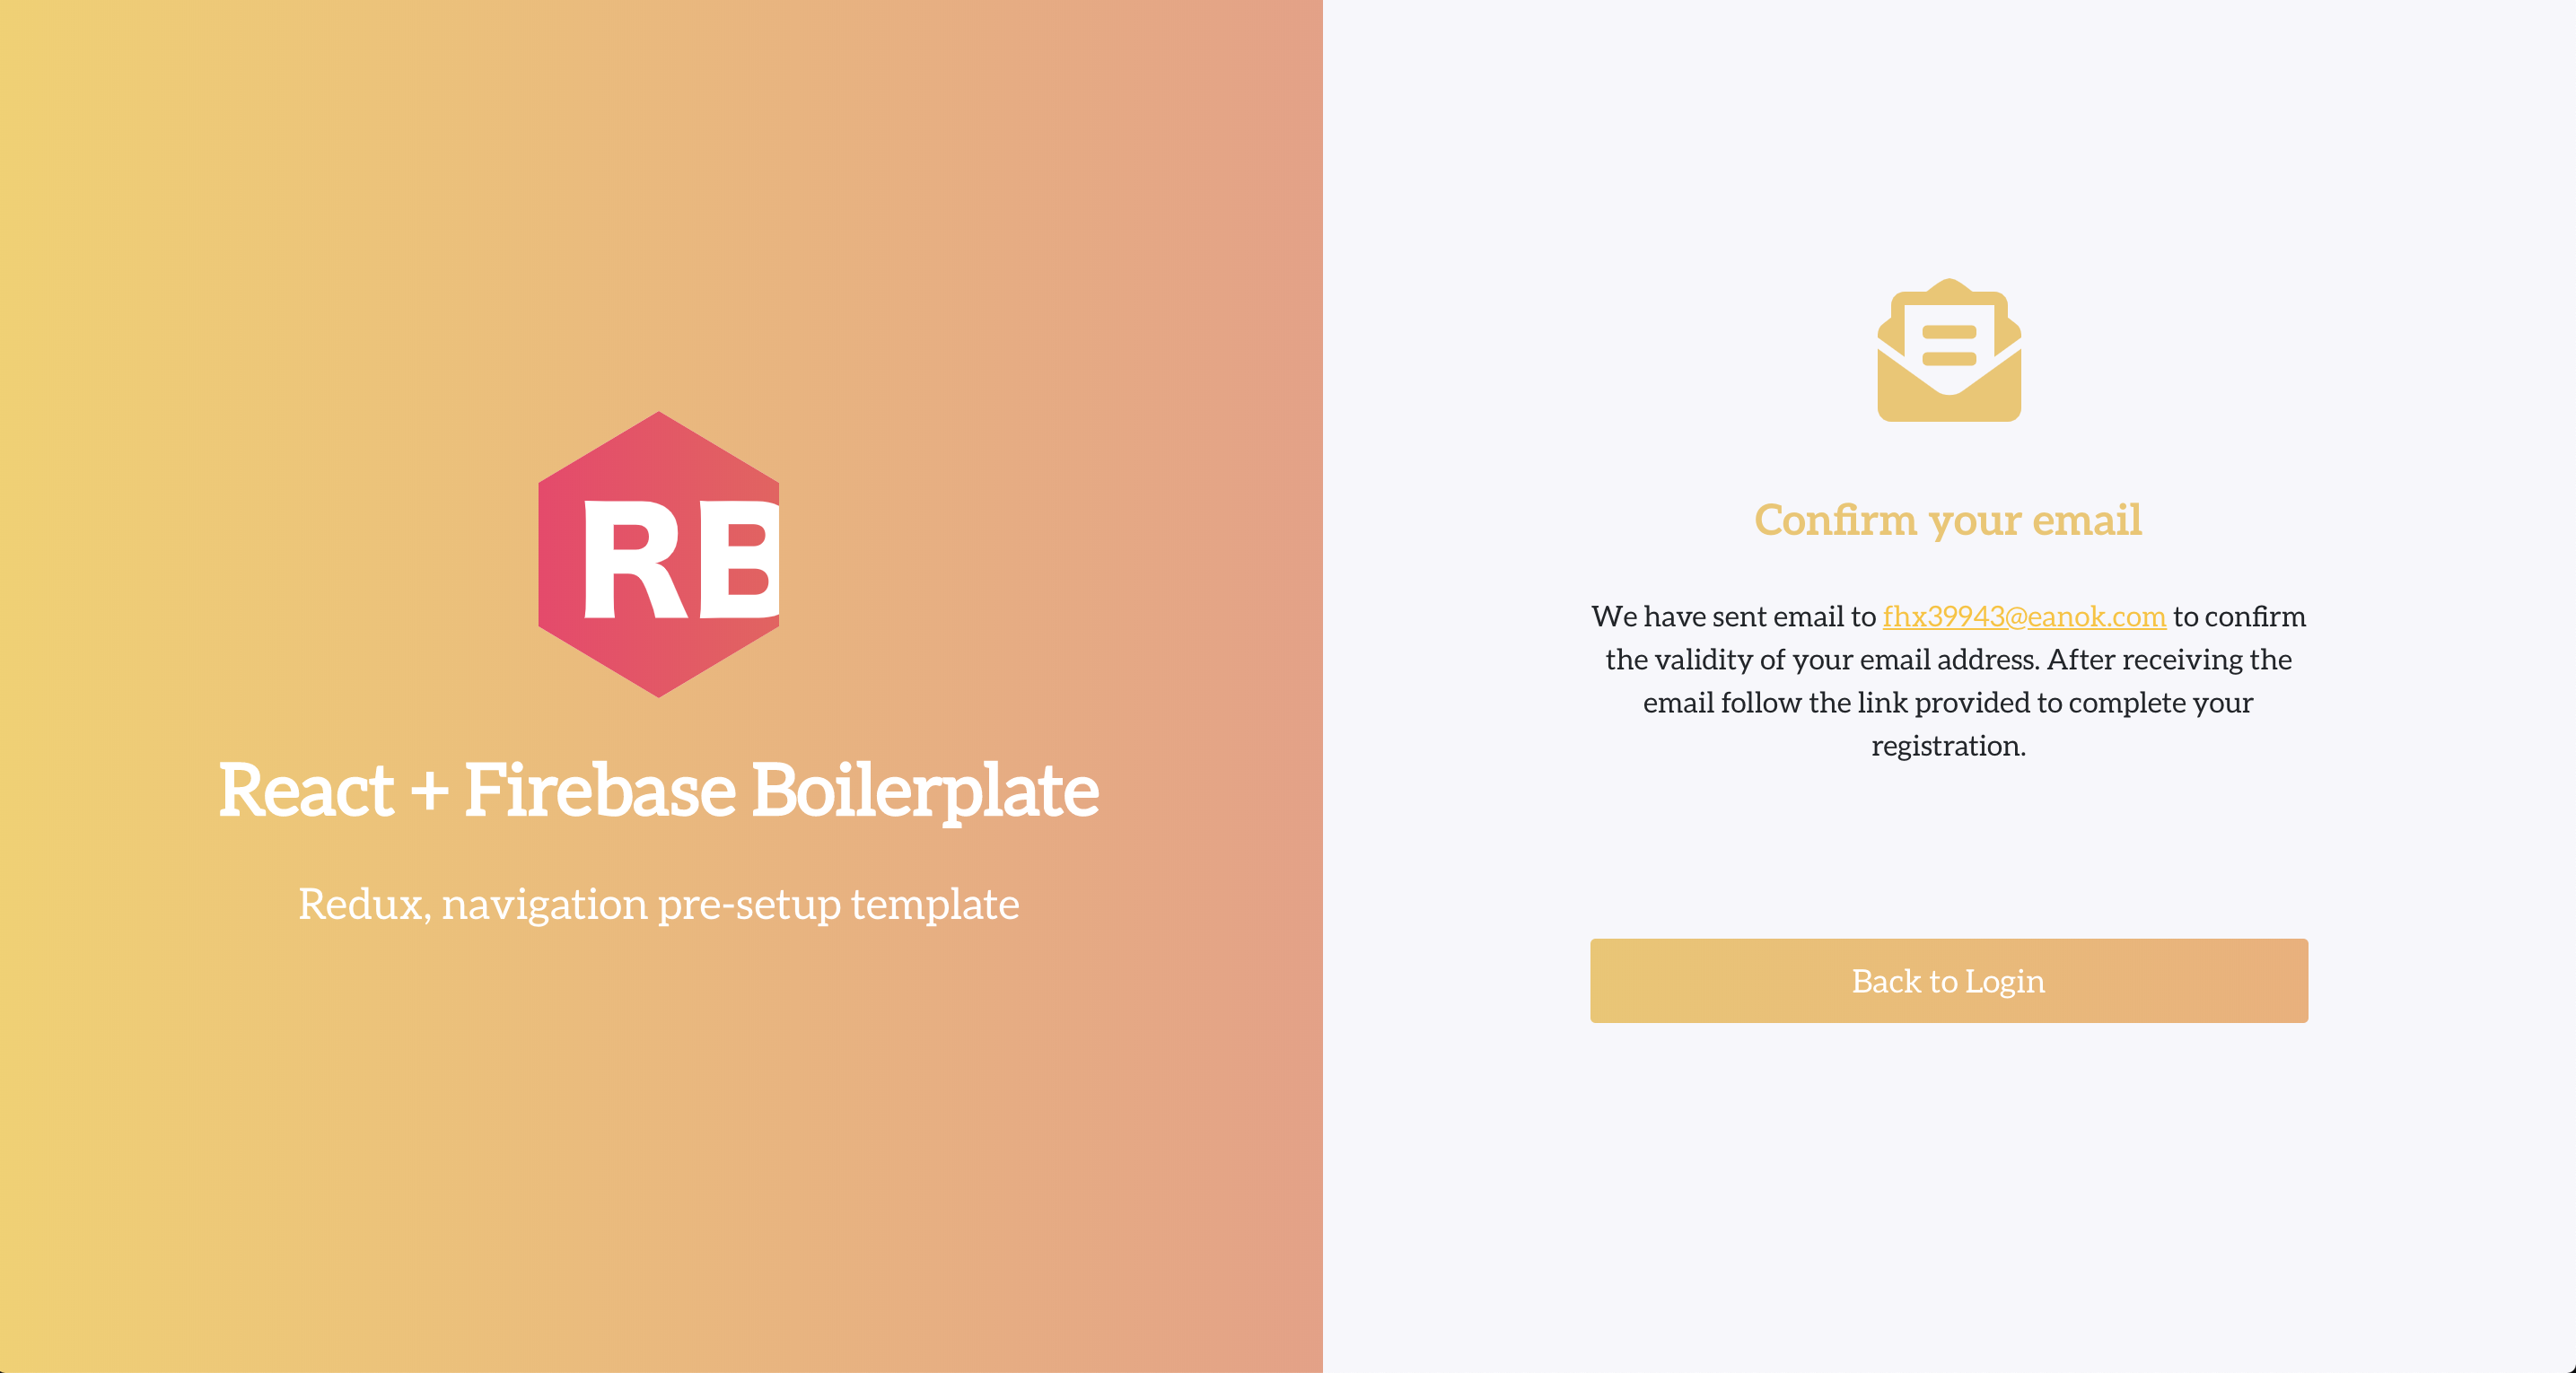 RB
React + Firebase Boilerplate
Redux, navigation pre-setup template
Confirm your email
We have sent email to fhx39943@eanok.com to confirm
the validity of your email address. After receiving the
email follow the link provided to complete your
registration.
Back to Login